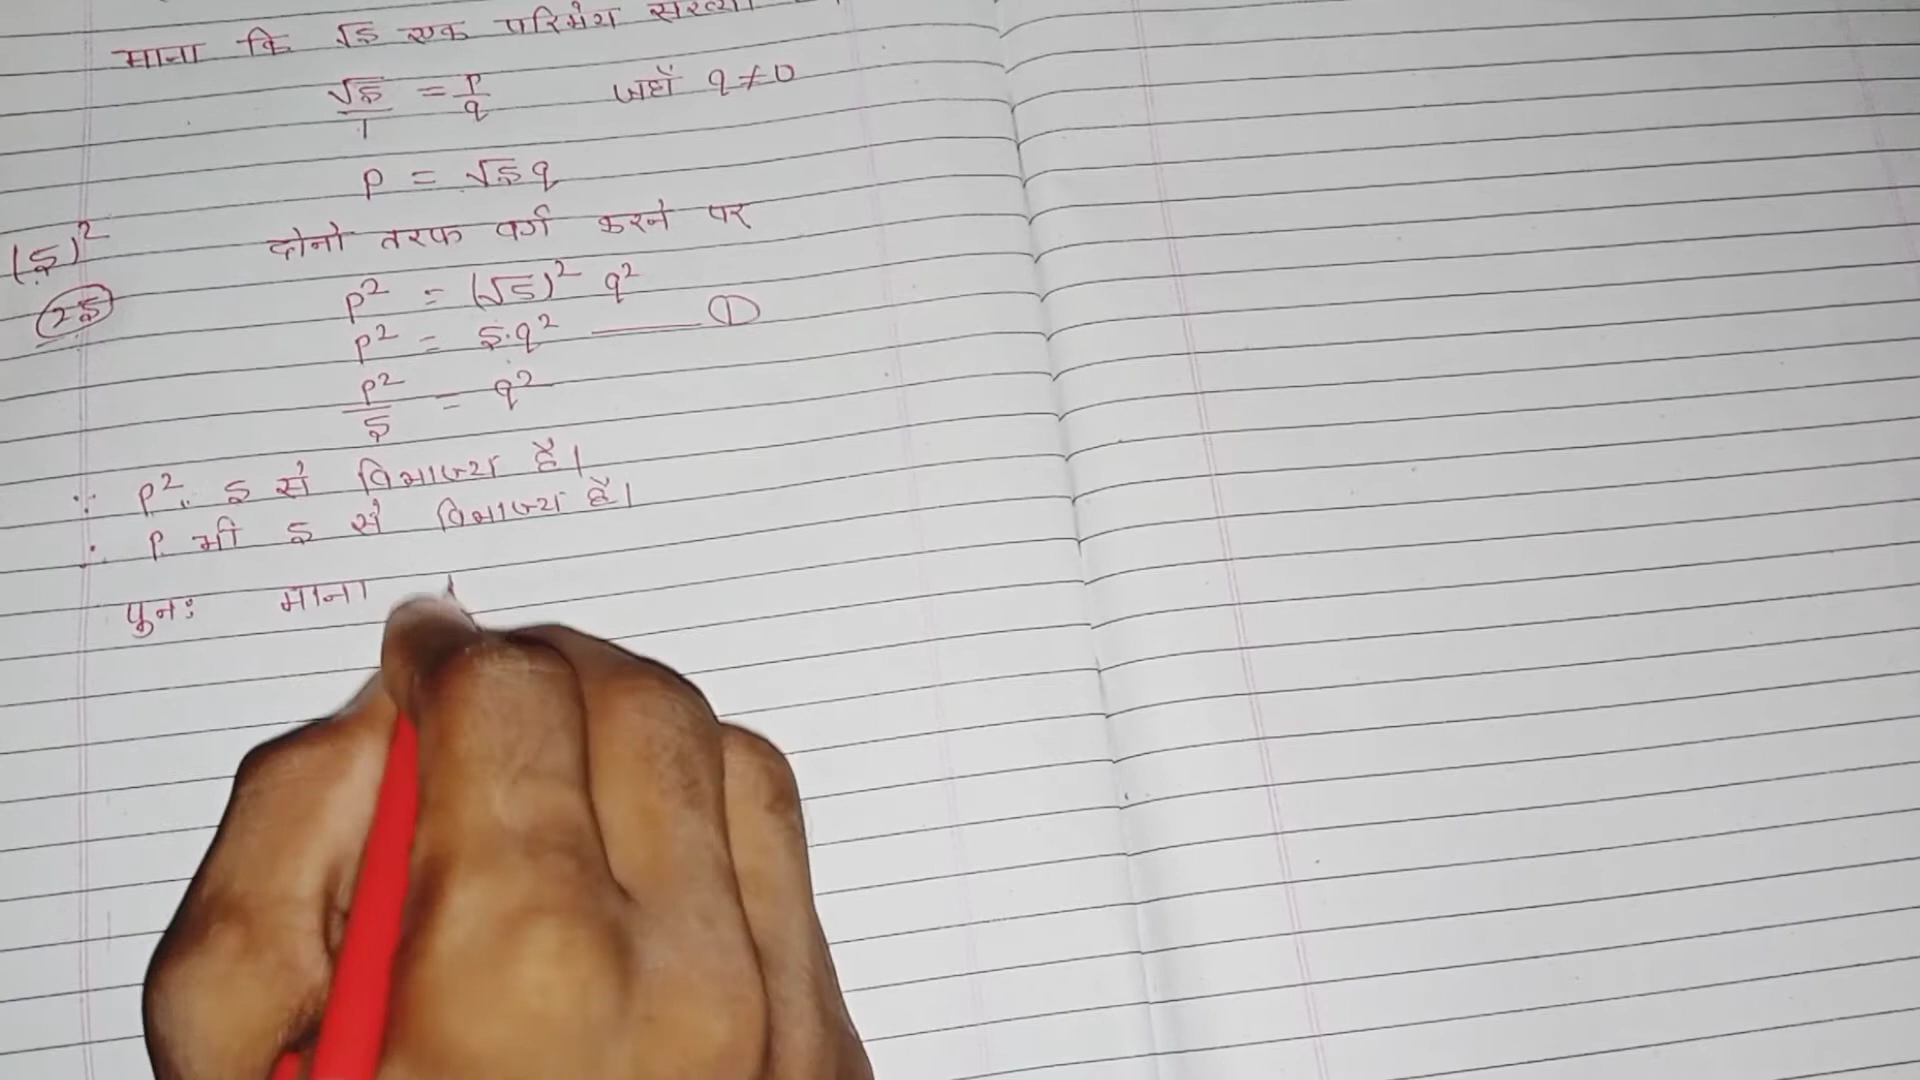 माना कि √5 एक परिमेय संख्या
√5/1 = p/q जहाँ q ≠ 0
p = √5q
(5)²
दोनो तरफ वर्ग करने पर
25
p² = (√5)² q²
p² = 5.q² —— ①
p²/5 = q²
∵ p², 5 से विभाज्य है।
∴ p भी 5 से विभाज्य है।
पुनः माना